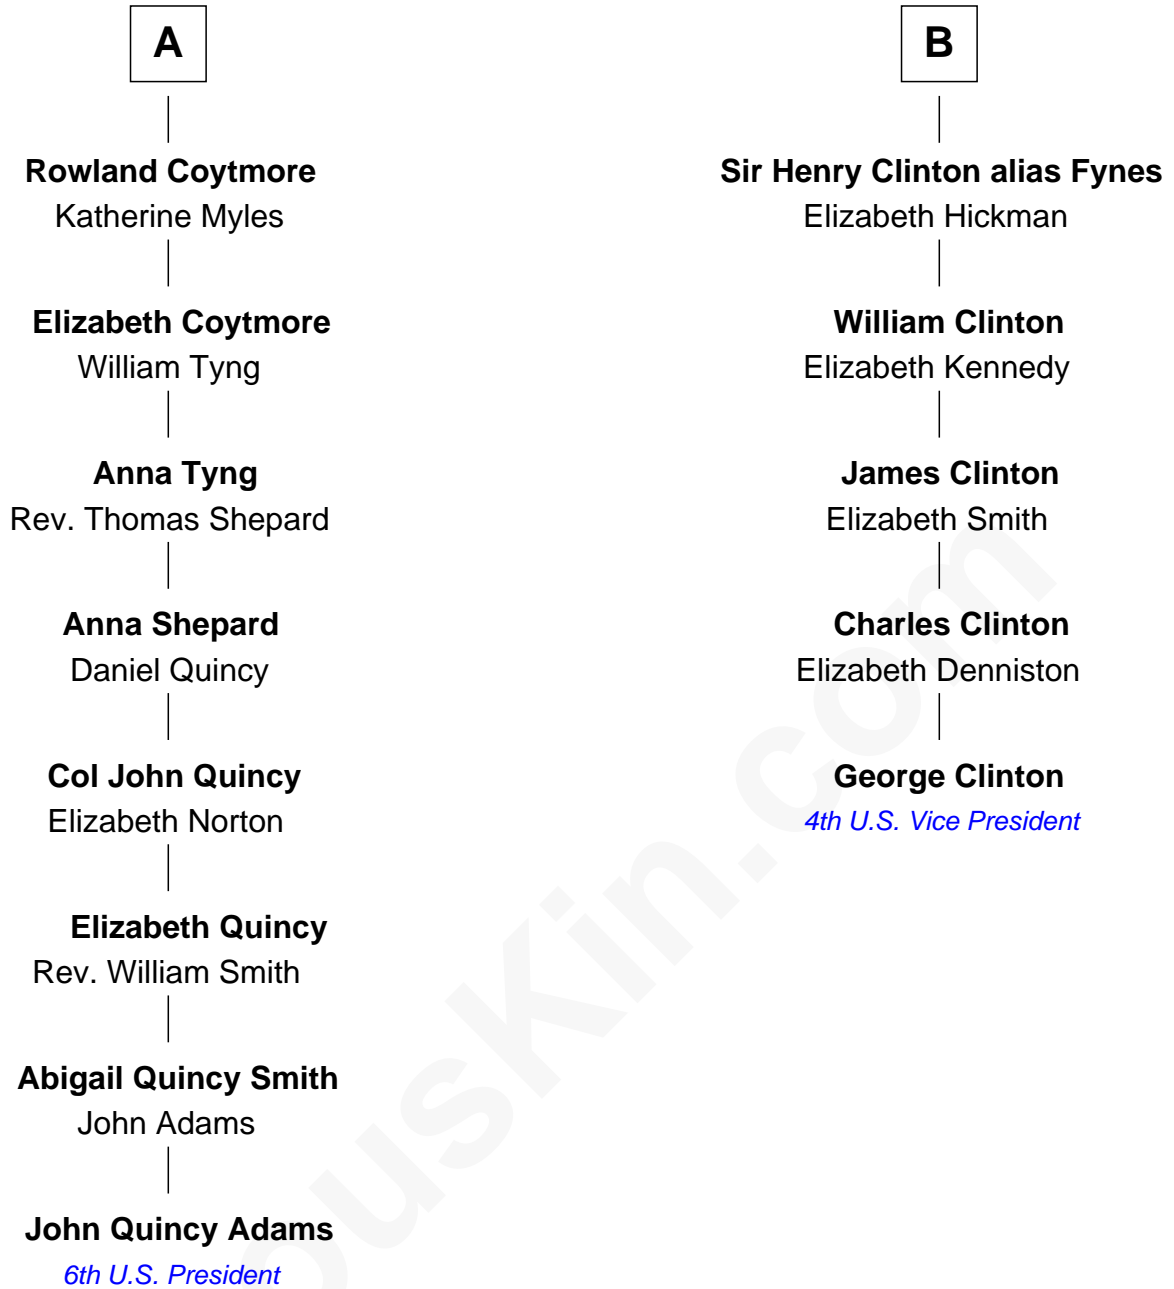 A
Rowland Coytmore
Katherine Myles
Elizabeth Coytmore
William Tyng
Anna Tyng
Rev. Thomas Shepard
Anna Shepard
Daniel Quincy
Col John Quincy
Elizabeth Norton
Elizabeth Quincy
Rev. William Smith
Abigail Quincy Smith
John Adams
John Quincy Adams
6th U.S. President
B
Sir Henry Clinton alias Fynes
Elizabeth Hickman
William Clinton
Elizabeth Kennedy
James Clinton
Elizabeth Smith
Charles Clinton
Elizabeth Denniston
George Clinton
4th U.S. Vice President
ousKin.com